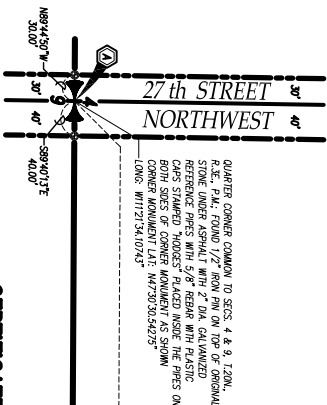 N89°44'50"W
30.00'
A
30'
27 th STREET
30'
4
9
40'
NORTHWEST
40'
S89°40'13"E
40.00'
QUARTER CORNER COMMON TO SECS. 4 & 9, T.20N.,
R.3E., P.M.; FOUND 1/2" IRON PIN ON TOP OF ORIGINAL
STONE UNDER ASPHALT WITH 2" DIA. GALVANIZED
REFERENCE PIPES WITH 5/8" REBAR WITH PLASTIC
CAPS STAMPED "HODGES" PLACED INSIDE THE PIPES ON
BOTH SIDES OF CORNER MONUMENT AS SHOWN
CORNER MONUMENT LAT: N47°30'30.54275"
LONG: W111°21'34.10743"